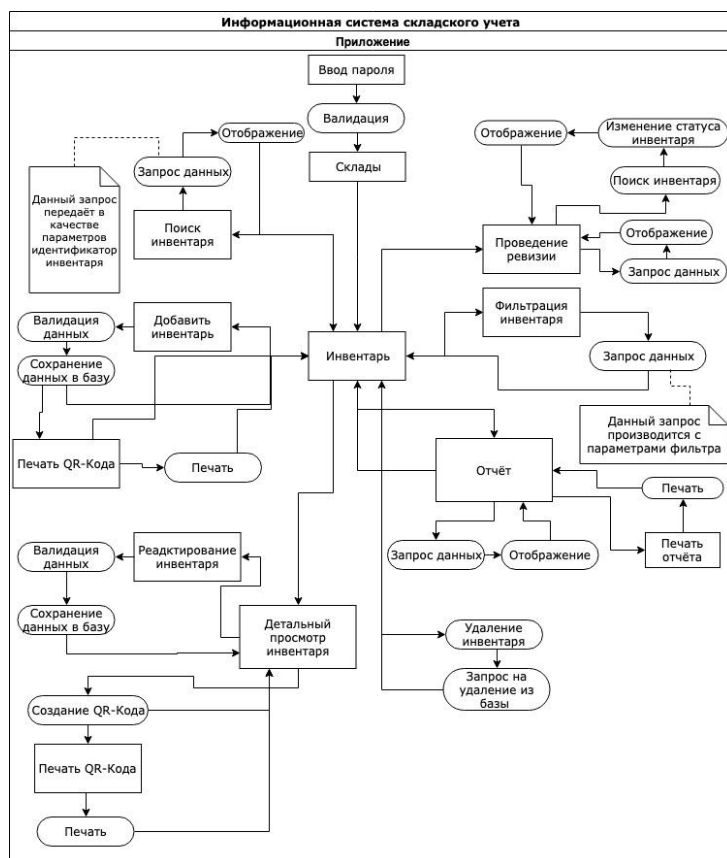 Информационная система складского учета
Приложение
Ввод пароля
Валидация
Склады
Отображение
Запрос данных
Поиск
инвентаря
Данный запрос
передаёт в
качестве
параметров
идентификатор
инвентаря
Отображение
Изменение статуса
инвентаря
Поиск инвентаря
Проведение
ревизии
Отображение
Запрос данных
Валидация
данных
Добавить
инвентарь
Сохранение
данных в базу
Печать QR-Кода
Печать
Инвентарь
Фильтрация
инвентаря
Запрос данных
Данный запрос
производится с
параметрами фильтра
Отчёт
Печать
Запрос данных
Отображение
Печать
отчёта
Валидация
данных
Реадктирование
инвентаря
Сохранение
данных в базу
Детальный
просмотр
инвентаря
Удаление
инвентаря
Запрос на
удаление из
базы
Создание QR-Кода
Печать QR-Кода
Печать